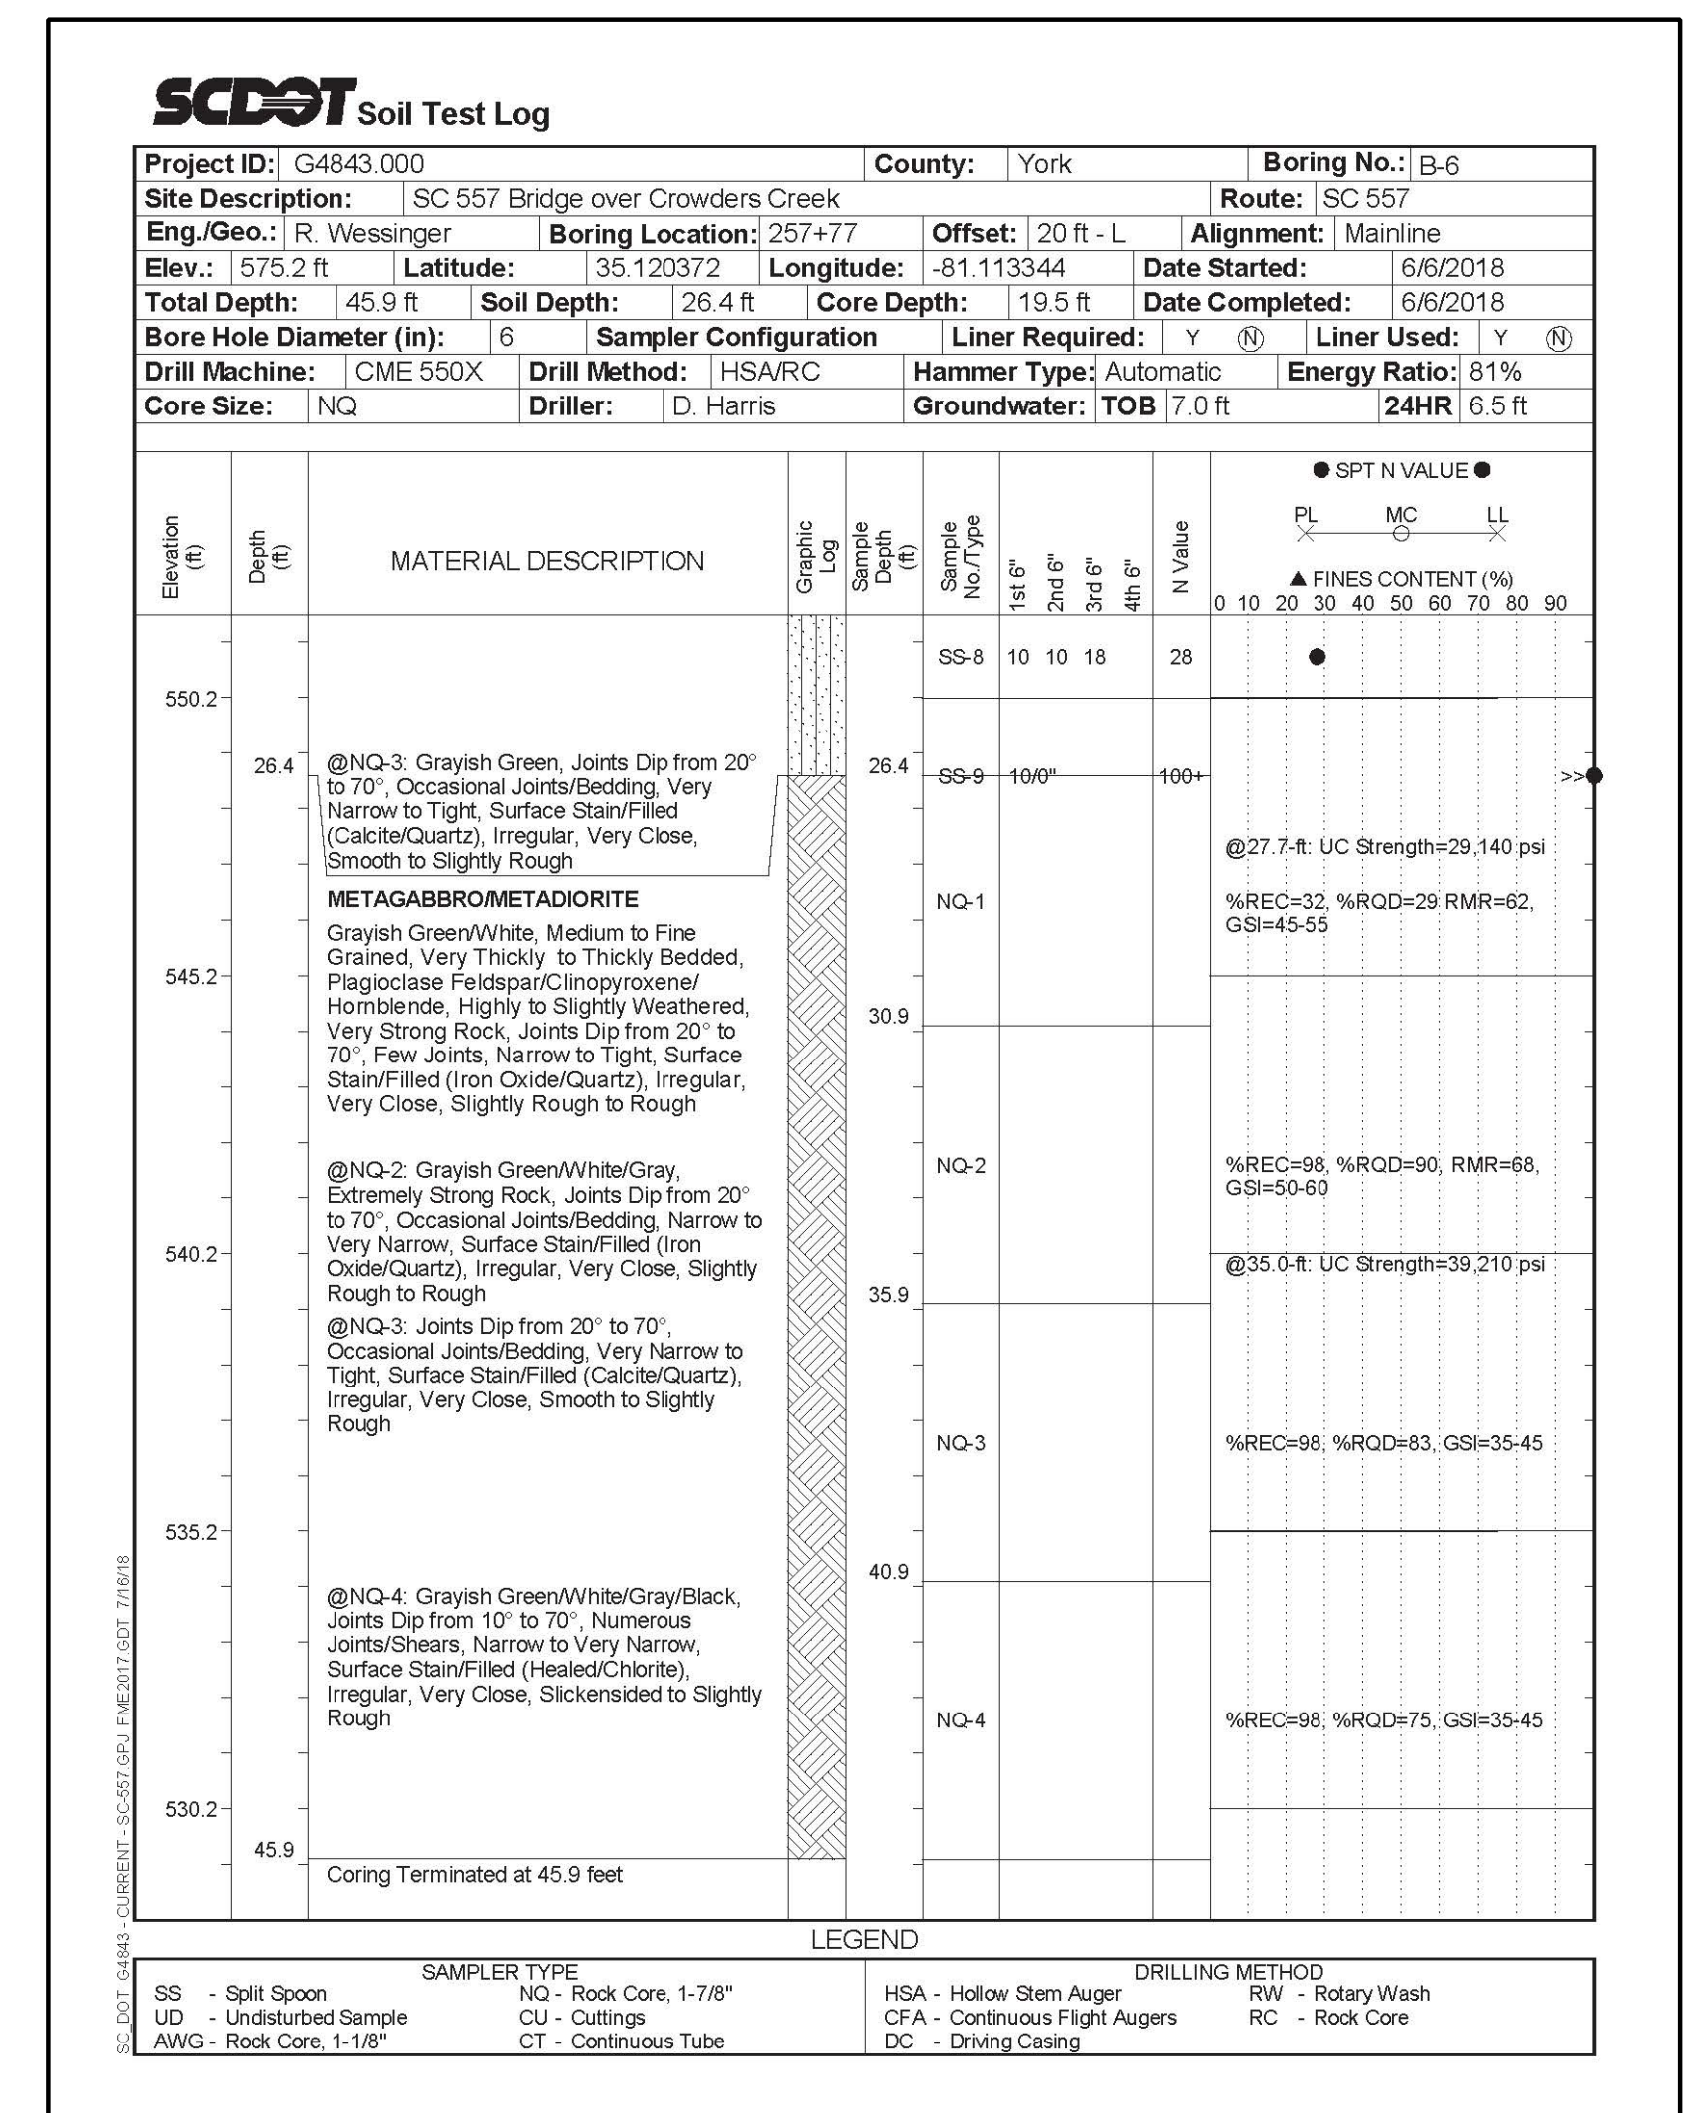 SCDOT Soil Test Log
Project ID: G4843.000 County: York Boring No.: B-6
Site Description: SC 557 Bridge over Crowders Creek Route: SC 557
Eng./Geo.: R. Wessinger Boring Location: 257+77 Offset: 20 ft - L Alignment: Mainline
Elev.: 575.2 ft Latitude: 35.120372 Longitude: -81.113344 Date Started: 6/6/2018
Total Depth: 45.9 ft Soil Depth: 26.4 ft Core Depth: 19.5 ft Date Completed: 6/6/2018
Bore Hole Diameter (in): 6 Sampler Configuration Liner Required: Y N Liner Used: Y N
Drill Machine: CME 550X Drill Method: HSA/RC Hammer Type: Automatic Energy Ratio: 81%
Core Size: NQ Driller: D. Harris Groundwater: TOB 7.0 ft 24HR 6.5 ft
Elevation (ft)
Depth (ft)
MATERIAL DESCRIPTION
Graphic Log
Sample Depth (ft)
Sample No./Type
1st 6"
2nd 6"
3rd 6"
4th 6"
N Value
● SPT N VALUE ●
PL MC LL
▲ FINES CONTENT (%)
0 10 20 30 40 50 60 70 80 90
SS-8 10 10 18 28
550.2
26.4
@NQ-3: Grayish Green, Joints Dip from 20°
to 70°, Occasional Joints/Bedding, Very
Narrow to Tight, Surface Stain/Filled
(Calcite/Quartz), Irregular, Very Close,
Smooth to Slightly Rough
26.4 SS-9 10/0" 100+ >>
@27.7-ft: UC Strength=29,140 psi
METAGABBRO/METADIORITE
Grayish Green/White, Medium to Fine
Grained, Very Thickly to Thickly Bedded,
Plagioclase Feldspar/Clinopyroxene/
Hornblende, Highly to Slightly Weathered,
Very Strong Rock, Joints Dip from 20° to
70°, Few Joints, Narrow to Tight, Surface
Stain/Filled (Iron Oxide/Quartz), Irregular,
Very Close, Slightly Rough to Rough
NQ-1
%REC=32, %RQD=29 RMR=62,
GSI=45-55
545.2
30.9
@NQ-2: Grayish Green/White/Gray,
Extremely Strong Rock, Joints Dip from 20°
to 70°, Occasional Joints/Bedding, Narrow to
Very Narrow, Surface Stain/Filled (Iron
Oxide/Quartz), Irregular, Very Close, Slightly
Rough to Rough
NQ-2
%REC=98, %RQD=90, RMR=68,
GSI=50-60
540.2
@35.0-ft: UC Strength=39,210 psi
35.9
@NQ-3: Joints Dip from 20° to 70°,
Occasional Joints/Bedding, Very Narrow to
Tight, Surface Stain/Filled (Calcite/Quartz),
Irregular, Very Close, Smooth to Slightly
Rough
NQ-3
%REC=98, %RQD=83, GSI=35-45
535.2
40.9
@NQ-4: Grayish Green/White/Gray/Black,
Joints Dip from 10° to 70°, Numerous
Joints/Shears, Narrow to Very Narrow,
Surface Stain/Filled (Healed/Chlorite),
Irregular, Very Close, Slickensided to Slightly
Rough
NQ-4
%REC=98, %RQD=75, GSI=35-45
530.2
45.9
Coring Terminated at 45.9 feet
SC_DOT G4843 - CURRENT - SC-557.GPJ FME2017.GDT 7/16/18
LEGEND
SAMPLER TYPE
SS - Split Spoon NQ - Rock Core, 1-7/8"
UD - Undisturbed Sample CU - Cuttings
AWG - Rock Core, 1-1/8" CT - Continuous Tube
DRILLING METHOD
HSA - Hollow Stem Auger RW - Rotary Wash
CFA - Continuous Flight Augers RC - Rock Core
DC - Driving Casing